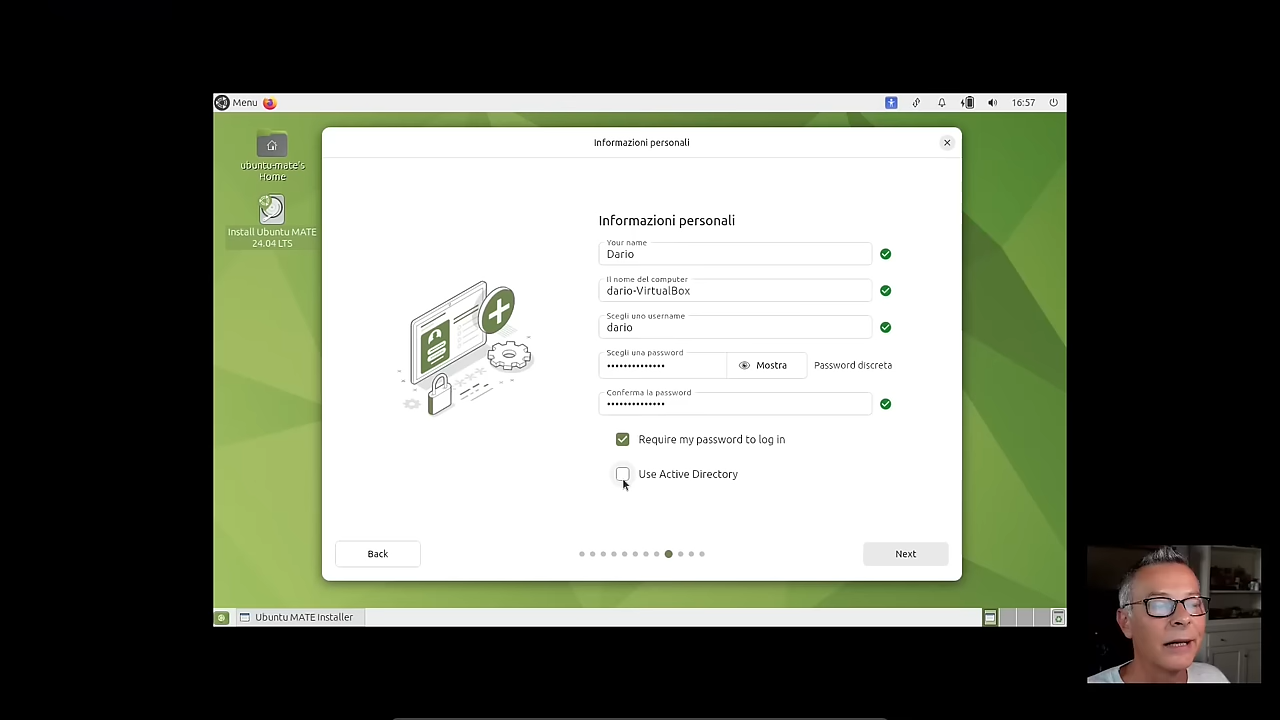 Menu
16:57
Informazioni personali
ubuntu-mate's
Home
Install Ubuntu MATE
24.04 LTS
Informazioni personali
Your name
Dario
Il nome del computer
dario-VirtualBox
Scegli uno username
dario
Scegli una password
••••••••••••••
Mostra
Password discreta
Conferma la password
••••••••••••••
Require my password to log in
Use Active Directory
Back
Next
Ubuntu MATE Installer